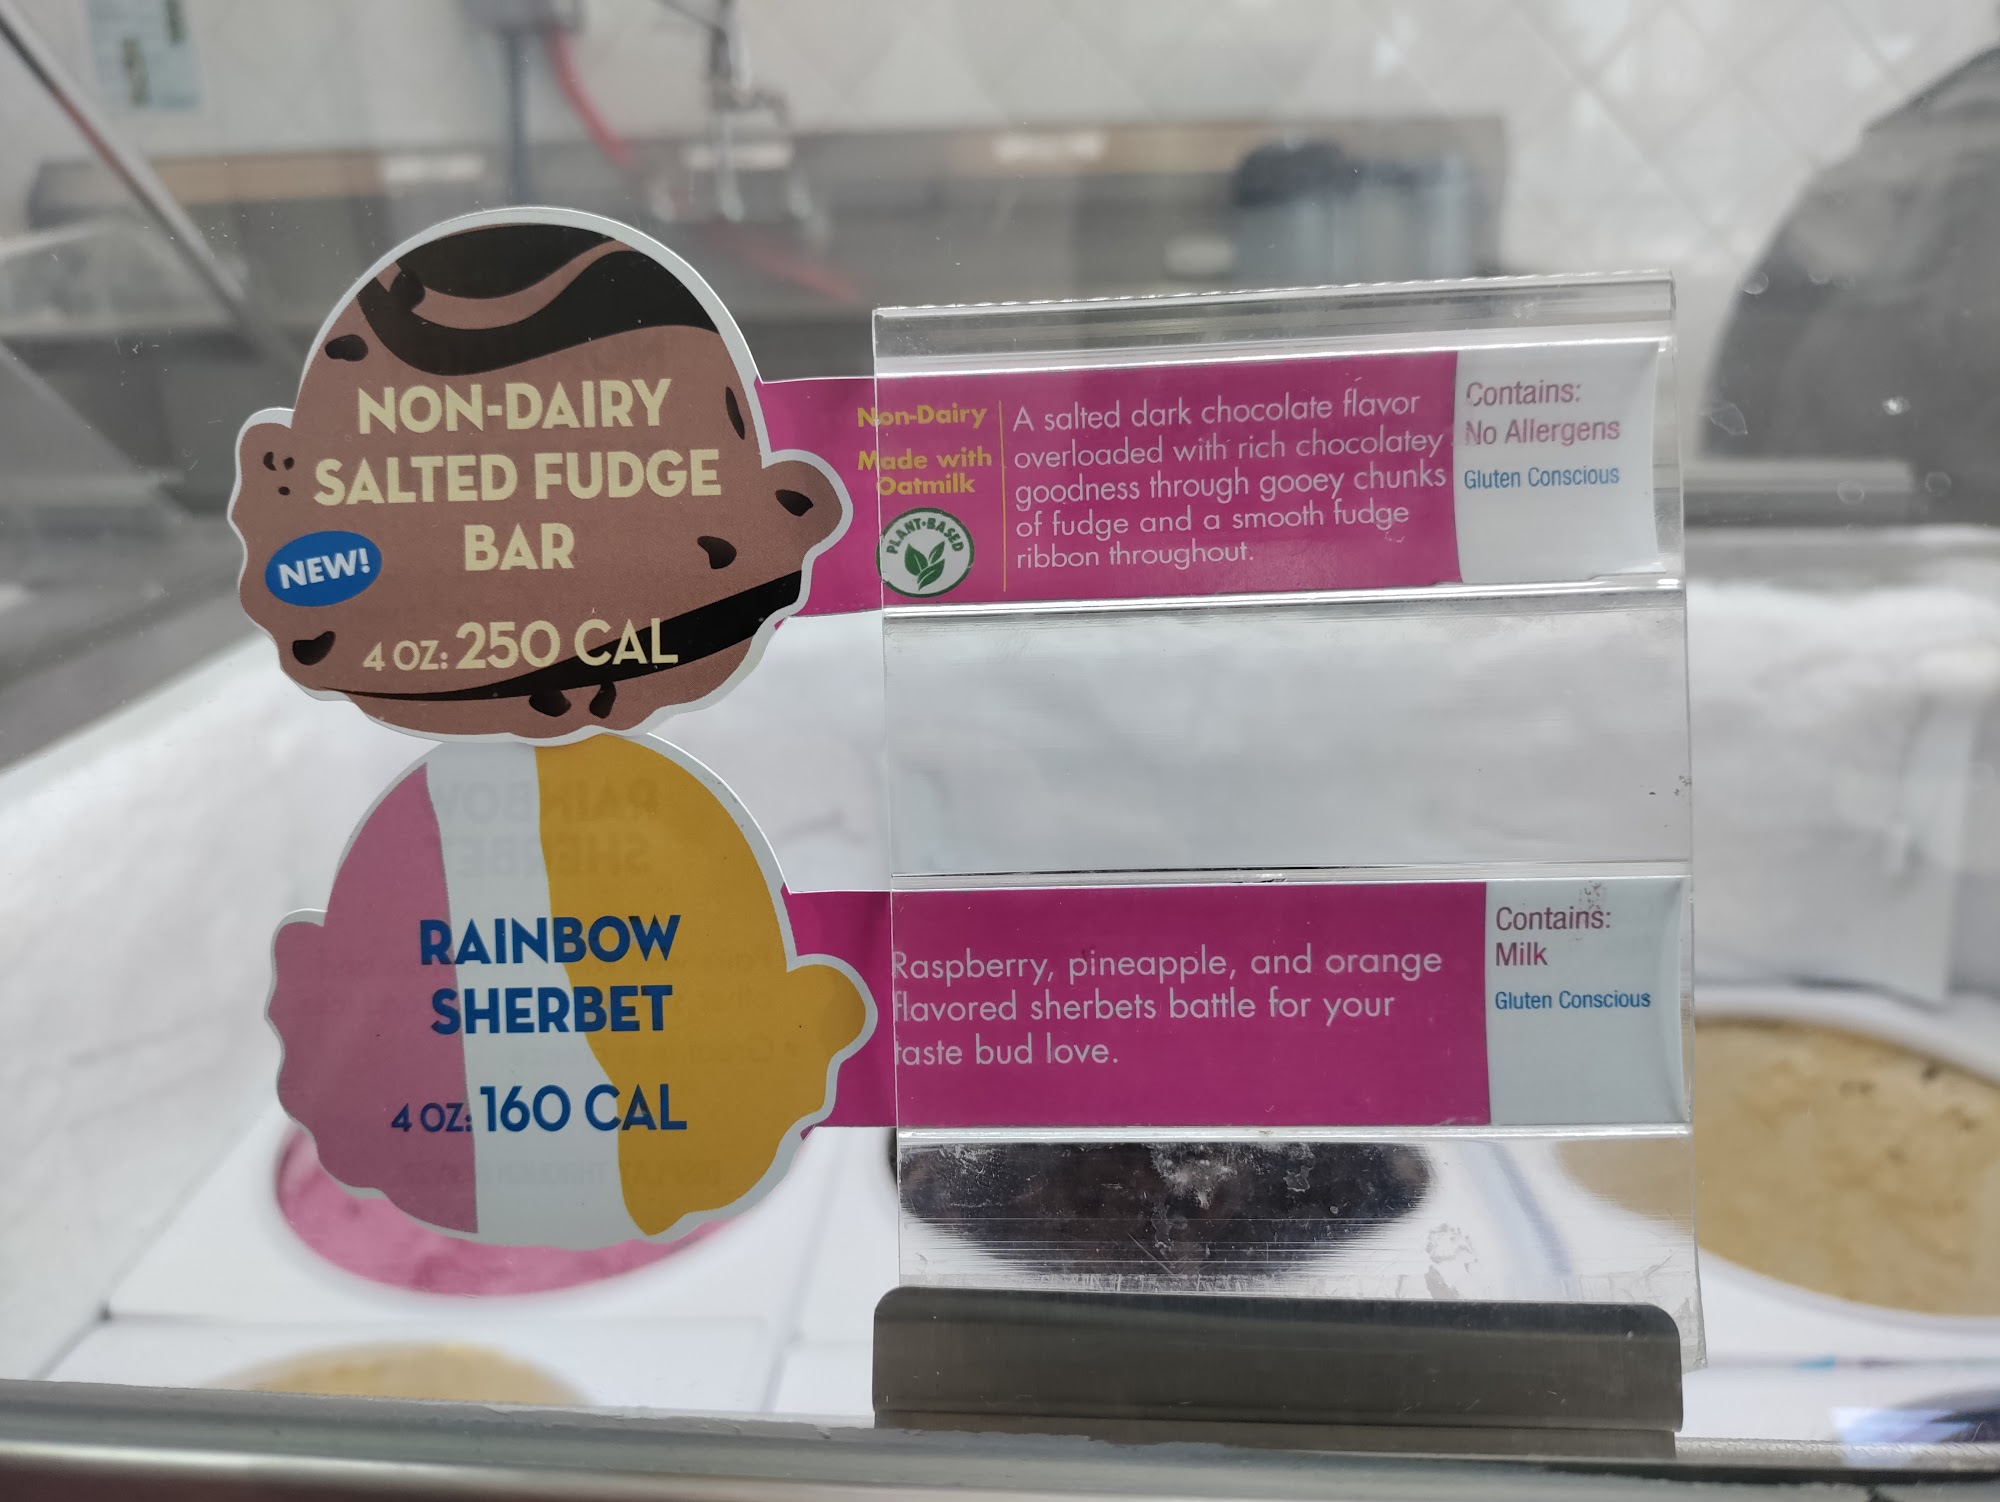 NON-DAIRY
SALTED FUDGE
BAR
NEW!
4 OZ: 250 CAL
Non-Dairy
Made with
Oatmilk
PLANT-BASED
A salted dark chocolate flavor
overloaded with rich chocolatey
goodness through gooey chunks
of fudge and a smooth fudge
ribbon throughout.
Contains:
No Allergens
Gluten Conscious
RAINBOW
SHERBET
4 OZ: 160 CAL
Raspberry, pineapple, and orange
flavored sherbets battle for your
taste bud love.
Contains:
Milk
Gluten Conscious